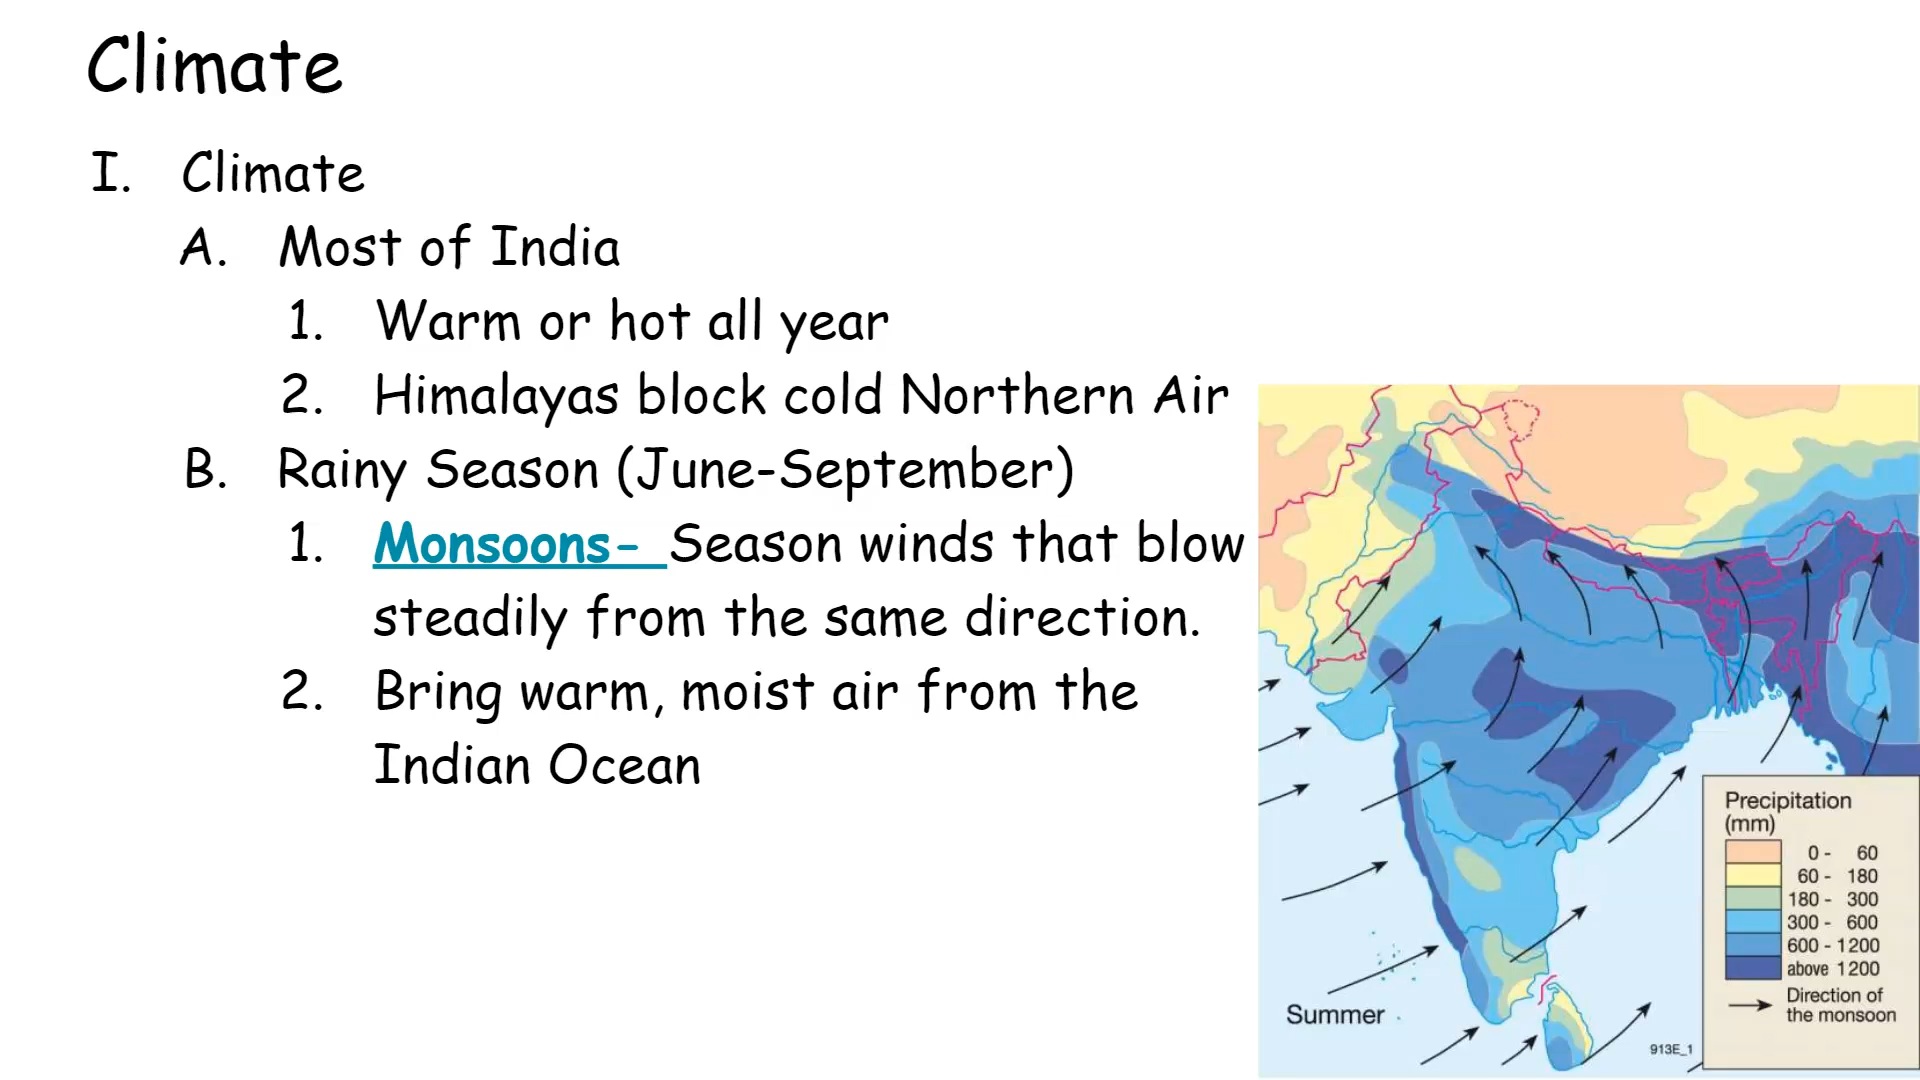 Climate
I. Climate
A. Most of India
1. Warm or hot all year
2. Himalayas block cold Northern Air
B. Rainy Season (June-September)
1. Monsoons- Season winds that blow
steadily from the same direction.
2. Bring warm, moist air from the
Indian Ocean
Summer
913E_1
Precipitation
(mm)
0 - 60
60 - 180
180 - 300
300 - 600
600 - 1200
above 1200
Direction of
the monsoon